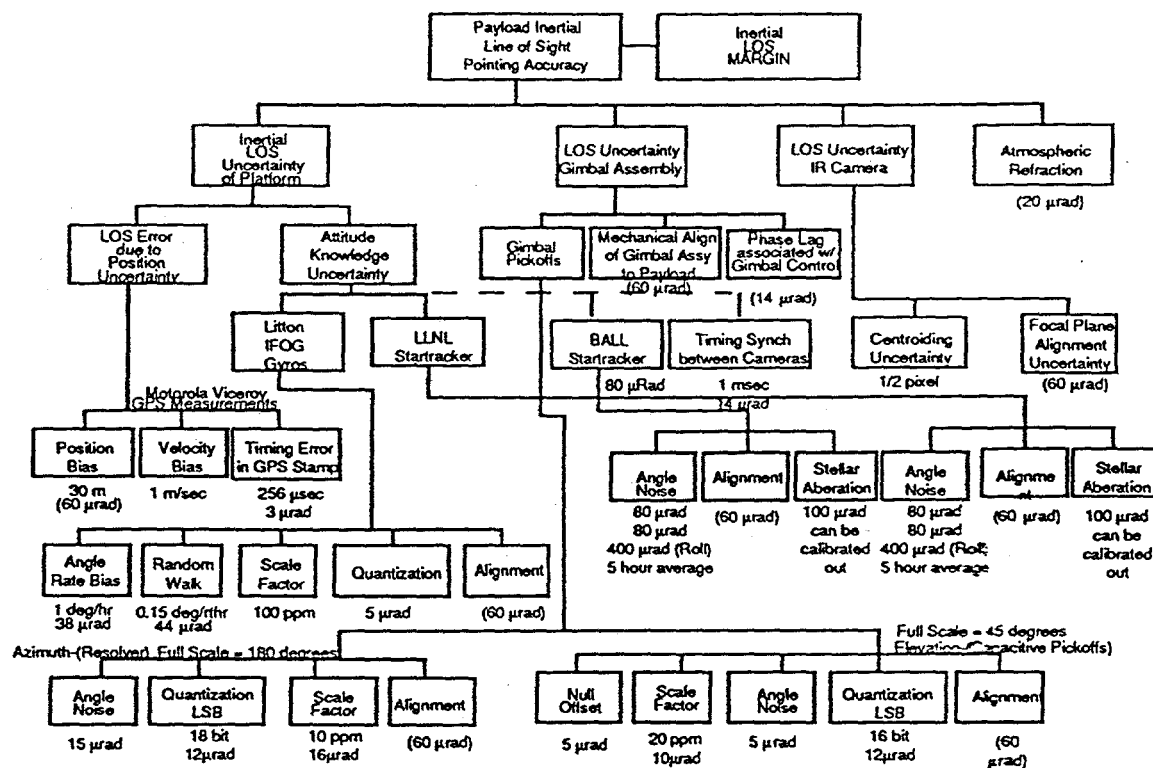 Payload Inertial
Line of Sight
Pointing Accuracy
Inertial
LOS
MARGIN
Inertial
LOS
Uncertainty
of Platform
LOS Uncertainty
Gimbal Assembly
LOS Uncertainty
IR Camera
Atmospheric
Refraction
(20 µrad)
LOS Error
due to
Position
Uncertainty
Attitude
Knowledge
Uncertainty
Gimbal
Pickoffs
Mechanical Align
of Gimbal Assy
to Payload
(60 µrad)
Phase Lag
associated w/
Gimbal Control
(14 µrad)
Litton
IFOG
Gyros
LLNL
Startracker
BALL
Startracker
80 µRad
Timing Synch
between Cameras
1 msec
14 µrad
Centroiding
Uncertainty
1/2 pixel
Focal Plane
Alignment
Uncertainty
(60 µrad)
Motorola Viceroy
GPS Measurements
Position
Bias
30 m
(60 µrad)
Velocity
Bias
1 m/sec
Timing Error
in GPS Stamp
256 µsec
3 µrad
Angle
Noise
80 µrad
80 µrad
400 µrad (Roll)
5 hour average
Alignment
(60 µrad)
Stellar
Aberation
100 µrad
can be
calibrated
out
Angle
Noise
80 µrad
80 µrad
400 µrad (Roll;
5 hour average
Alignme
nt
(60 µrad)
Stellar
Aberation
100 µrad
can be
calibrated
out
Angle
Rate Bias
1 deg/hr
38 µrad
Random
Walk
0.15 deg/rthr
44 µrad
Scale
Factor
100 ppm
Quantization
5 µrad
Alignment
(60 µrad)
Azimuth-(Resolver) Full Scale = 180 degrees
Full Scale = 45 degrees
Elevation-(Capacitive Pickoffs)
Angle
Noise
15 µrad
Quantization
LSB
18 bit
12µrad
Scale
Factor
10 ppm
16µrad
Alignment
(60 µrad)
Null
Offset
5 µrad
Scale
Factor
20 ppm
10µrad
Angle
Noise
5 µrad
Quantization
LSB
16 bit
12µrad
Alignment
(60
µrad)